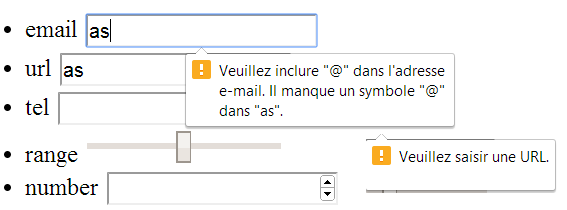 email as
url as
Veuillez inclure "@" dans l'adresse
e-mail. Il manque un symbole "@"
dans "as".
tel
range
Veuillez saisir une URL.
number